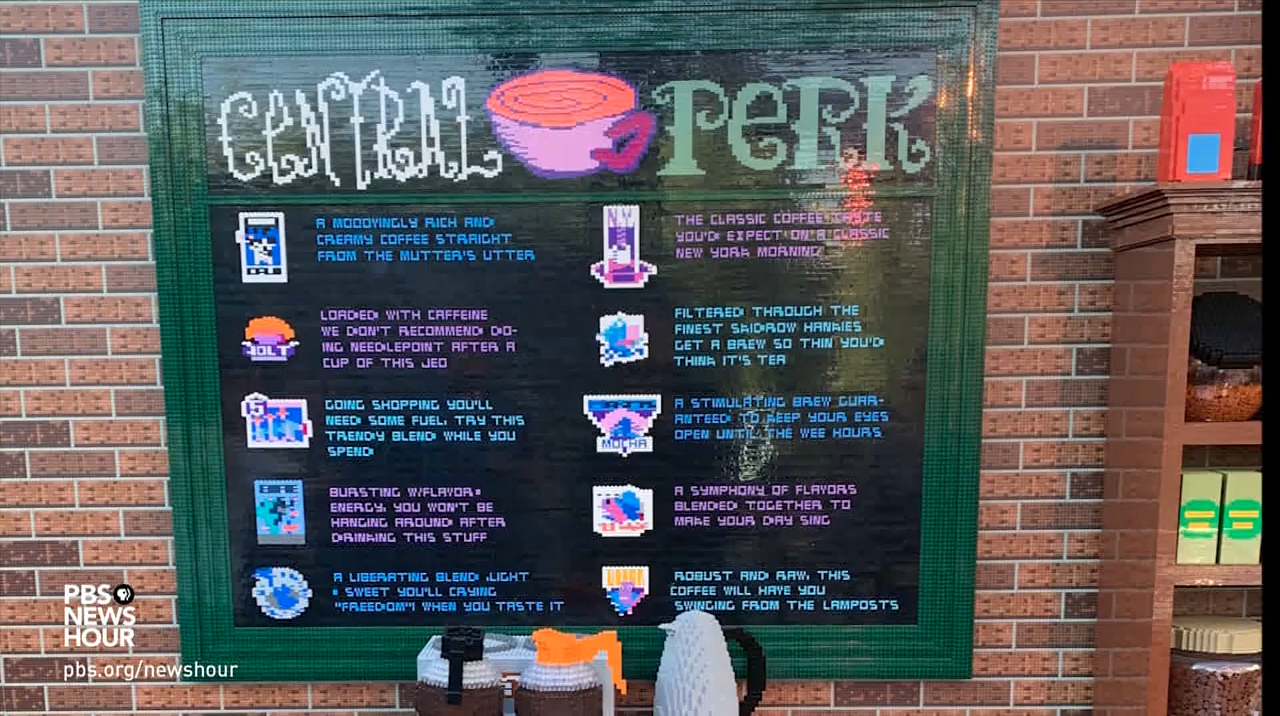 CENTRAL PERK
A MOOOYINGLY RICH AND
CREAMY COFFEE STRAIGHT
FROM THE MUTTER'S UTTER
THE CLASSIC COFFEE TASTE
YOU'D EXPECT ON A CLASSIC
NEW YORK MORNING
N.Y.
LOADED WITH CAFFEINE
WE DON'T RECOMMEND DO-
ING NEEDLEPOINT AFTER A
CUP OF THIS JEO
JOLT
FILTERED THROUGH THE
FINEST SKIDROW HANKIES
GET A BREW SO THIN YOU'D
THINK IT'S TEA
GOING SHOPPING YOU'LL
NEED SOME FUEL, TRY THIS
TRENDY BLEND WHILE YOU
SPEND
A STIMULATING BREW GUAR-
ANTEED TO KEEP YOUR EYES
OPEN UNTIL THE WEE HOURS
MOCHA
BURSTING W/FLAVOR &
ENERGY, YOU WON'T BE
HANGING AROUND AFTER
DRINKING THIS STUFF
A SYMPHONY OF FLAVORS
BLENDED TOGETHER TO
MAKE YOUR DAY SING
A LIBERATING BLEND, LIGHT
& SWEET YOU'LL CRYING
"FREEDOM"! WHEN YOU TASTE IT
ROBUST AND RAW, THIS
COFFEE WILL HAVE YOU
SWINGING FROM THE LAMPOSTS
PBS
NEWS
HOUR
pbs.org/newshour